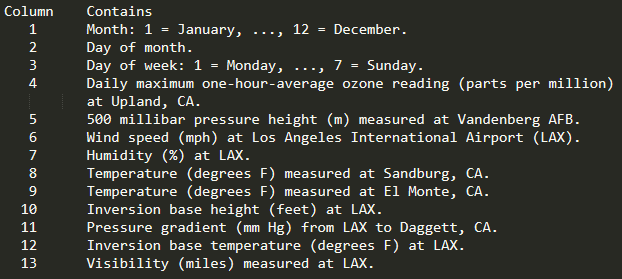 Column Contains
1 Month: 1 = January, ..., 12 = December.
2 Day of month.
3 Day of week: 1 = Monday, ..., 7 = Sunday.
4 Daily maximum one-hour-average ozone reading (parts per million)
at Upland, CA.
5 500 millibar pressure height (m) measured at Vandenberg AFB.
6 Wind speed (mph) at Los Angeles International Airport (LAX).
7 Humidity (%) at LAX.
8 Temperature (degrees F) measured at Sandburg, CA.
9 Temperature (degrees F) measured at El Monte, CA.
10 Inversion base height (feet) at LAX.
11 Pressure gradient (mm Hg) from LAX to Daggett, CA.
12 Inversion base temperature (degrees F) at LAX.
13 Visibility (miles) measured at LAX.